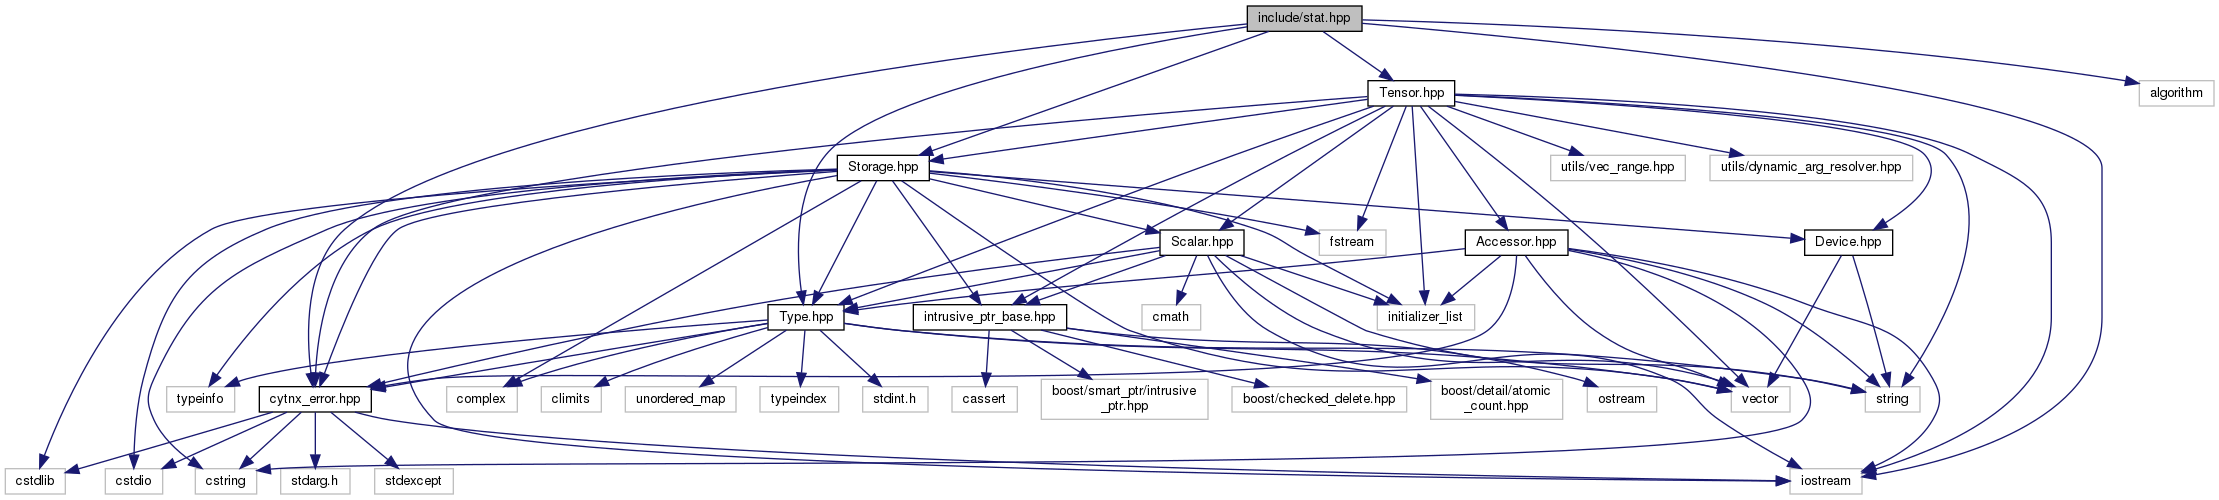 include/stat.hpp
Tensor.hpp
algorithm
Storage.hpp
utils/vec_range.hpp
utils/dynamic_arg_resolver.hpp
Scalar.hpp
fstream
Accessor.hpp
Device.hpp
Type.hpp
intrusive_ptr_base.hpp
cmath
initializer_list
typeinfo
cytnx_error.hpp
complex
climits
unordered_map
typeindex
stdint.h
cassert
boost/smart_ptr/intrusive
_ptr.hpp
boost/checked_delete.hpp
boost/detail/atomic
_count.hpp
ostream
vector
string
cstdlib
cstdio
cstring
stdarg.h
stdexcept
iostream